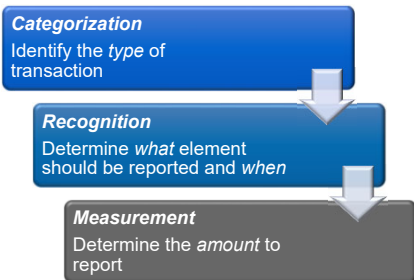 Categorization
Identify the type of
transaction
Recognition
Determine what element
should be reported and when
Measurement
Determine the amount to
report